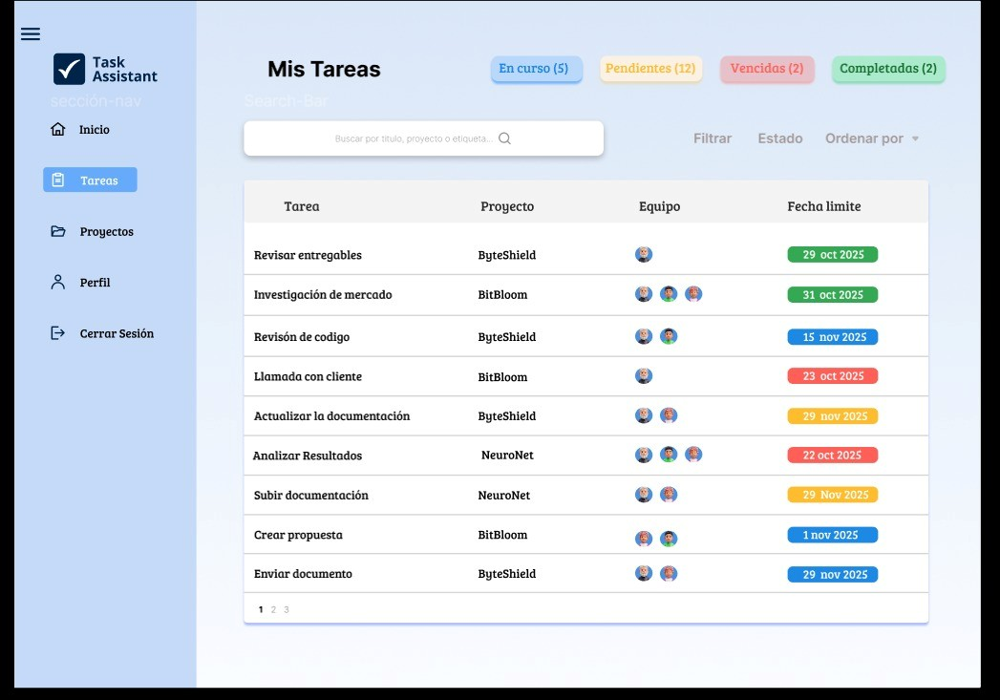 Task
Assistant
sección-nav
Inicio
Tareas
Proyectos
Perfil
Cerrar Sesión
Mis Tareas
En curso (5) Pendientes (12) Vencidas (2) Completadas (2)
Search-Bar
Buscar por titulo, proyecto o etiqueta...
Filtrar Estado Ordenar por
Tarea Proyecto Equipo Fecha limite
Revisar entregables ByteShield 29 oct 2025
Investigación de mercado BitBloom 31 oct 2025
Revisón de codigo ByteShield 15 nov 2025
Llamada con cliente BitBloom 23 oct 2025
Actualizar la documentación ByteShield 29 nov 2025
Analizar Resultados NeuroNet 22 oct 2025
Subir documentación NeuroNet 29 Nov 2025
Crear propuesta BitBloom 1 nov 2025
Enviar documento ByteShield 29 nov 2025
1 2 3